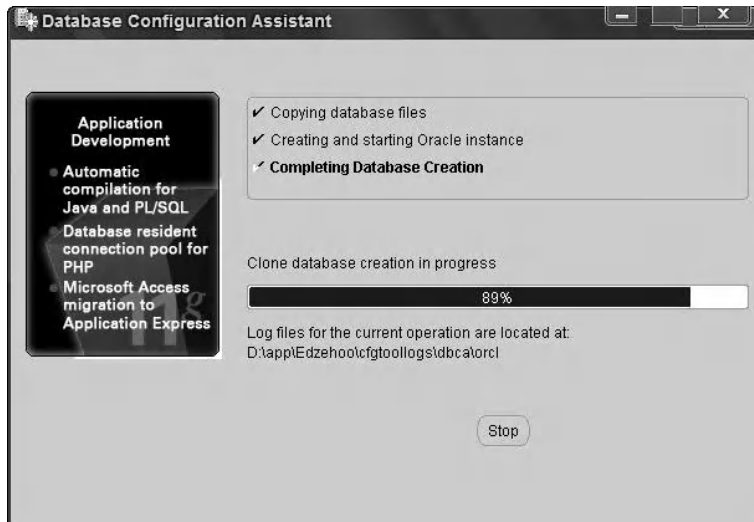 Database Configuration Assistant
Application
Development
Automatic
compilation for
Java and PL/SQL
Database resident
connection pool for
PHP
Microsoft Access
migration to
Application Express
11g
✔ Copying database files
✔ Creating and starting Oracle instance
✔ Completing Database Creation
Clone database creation in progress
89%
Log files for the current operation are located at:
D:\app\Edzehoo\cfgtoollogs\dbca\orcl
Stop